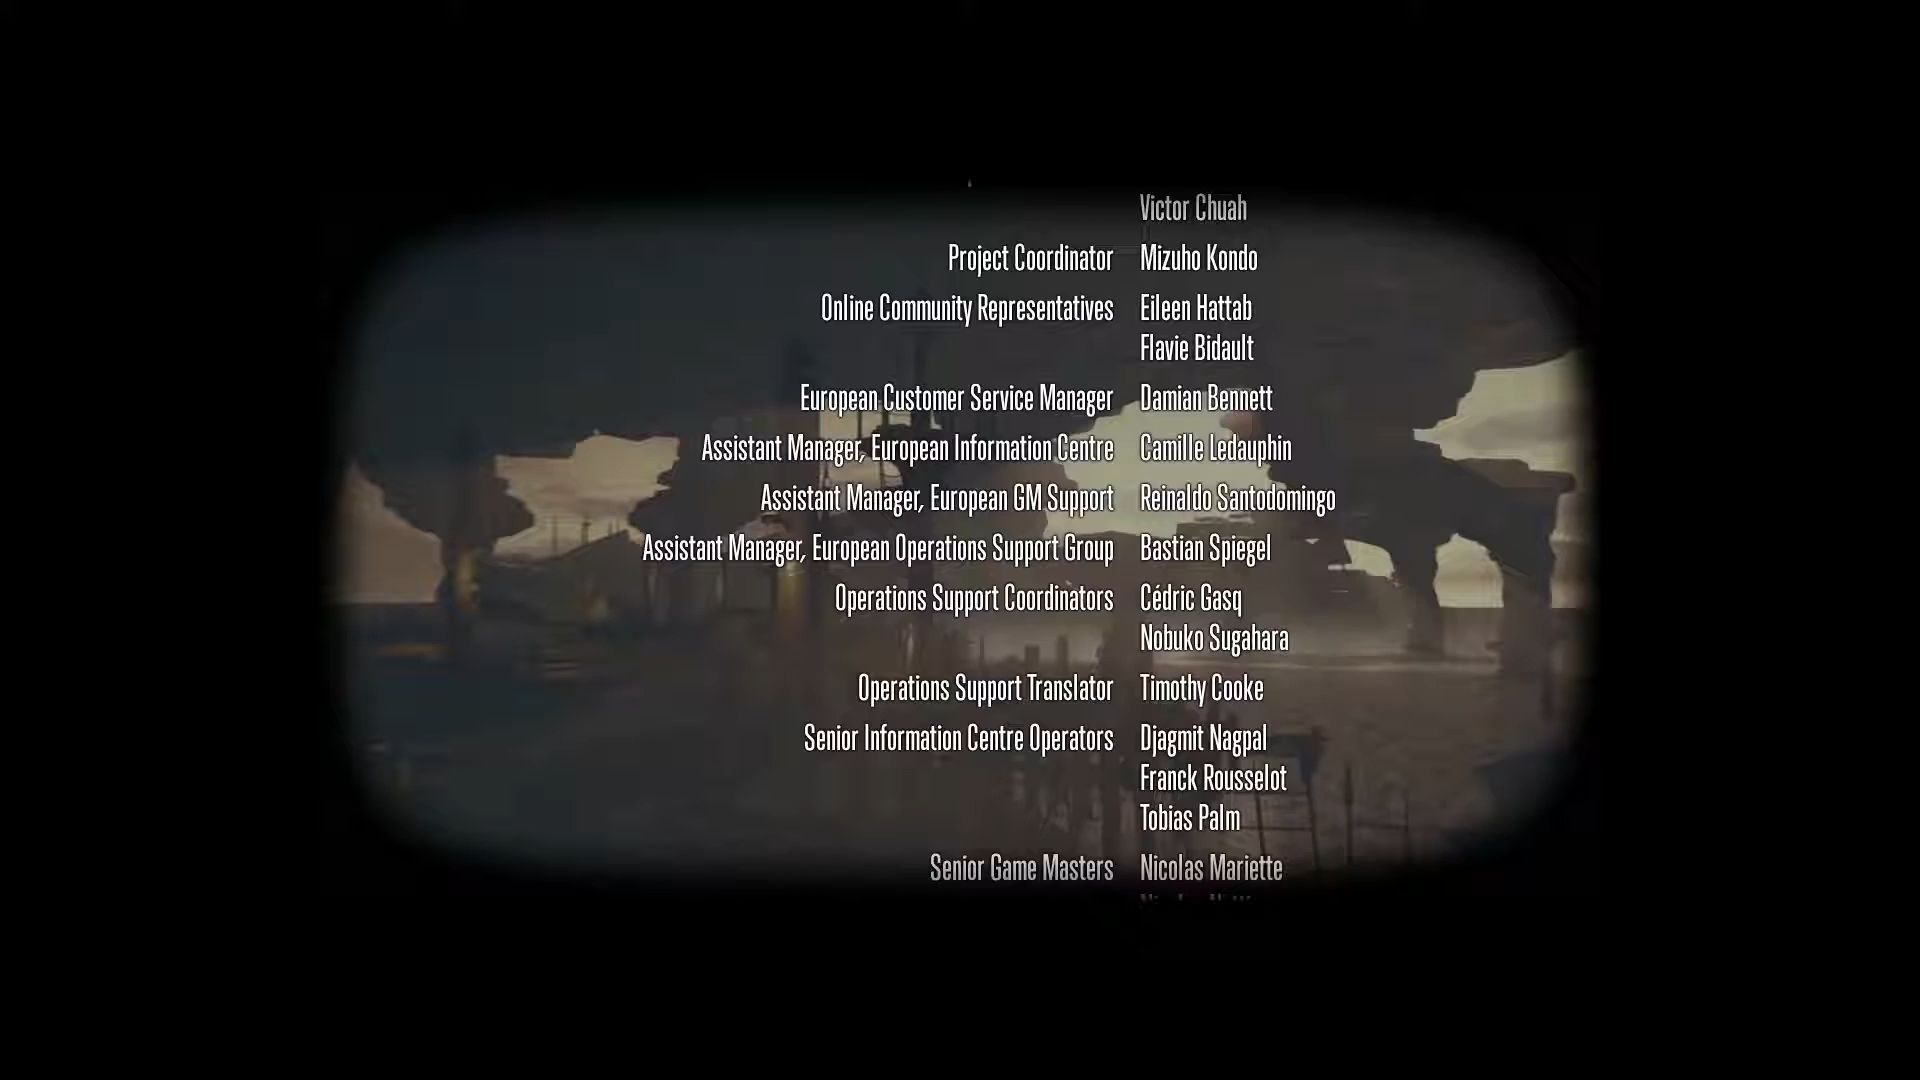 Victor Chuah
Project Coordinator Mizuho Kondo
Online Community Representatives Eileen Hattab
Flavie Bidault
European Customer Service Manager Damian Bennett
Assistant Manager, European Information Centre Camille Ledauphin
Assistant Manager, European GM Support Reinaldo Santodomingo
Assistant Manager, European Operations Support Group Bastian Spiegel
Operations Support Coordinators Cédric Gasq
Nobuko Sugahara
Operations Support Translator Timothy Cooke
Senior Information Centre Operators Djagmit Nagpal
Franck Rousselot
Tobias Palm
Senior Game Masters Nicolas Mariette